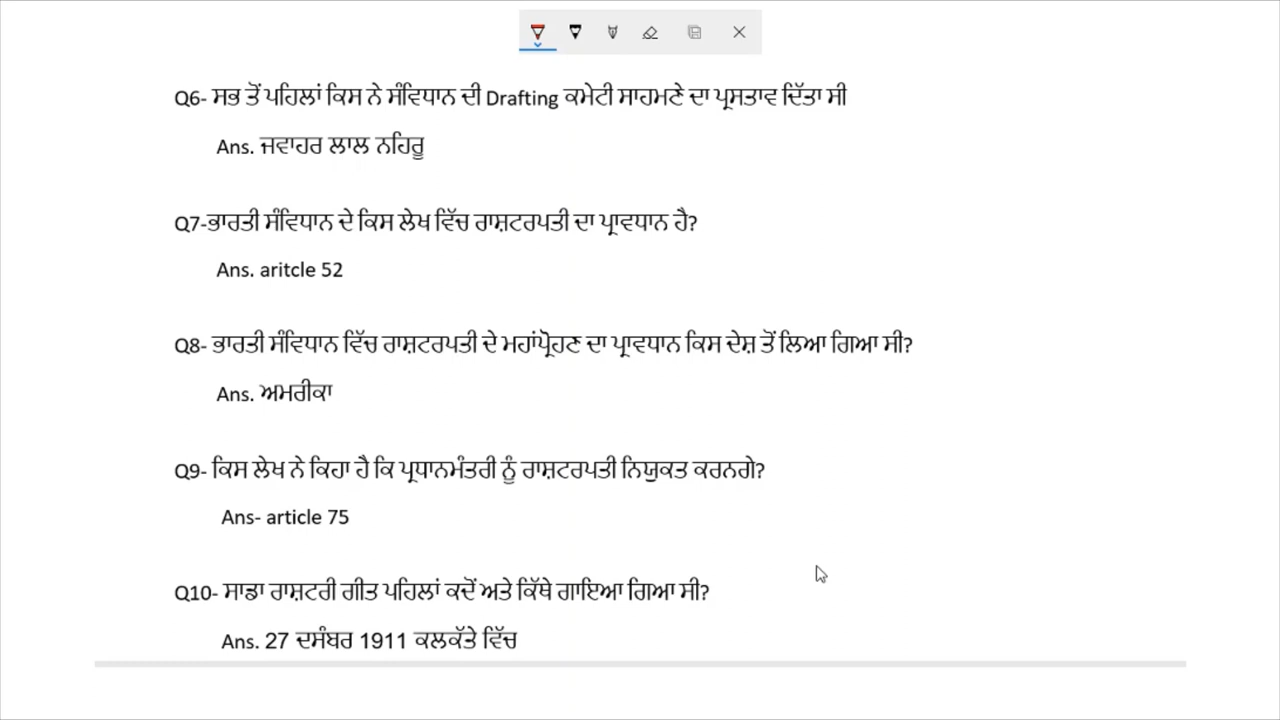 Q6- ਸਭ ਤੋਂ ਪਹਿਲਾਂ ਕਿਸ ਨੇ ਸੰਵਿਧਾਨ ਦੀ Drafting ਕਮੇਟੀ ਸਾਹਮਣੇ ਦਾ ਪ੍ਰਸਤਾਵ ਦਿੱਤਾ ਸੀ
Ans. ਜਵਾਹਰ ਲਾਲ ਨਹਿਰੂ
Q7-ਭਾਰਤੀ ਸੰਵਿਧਾਨ ਦੇ ਕਿਸ ਲੇਖ ਵਿੱਚ ਰਾਸ਼ਟਰਪਤੀ ਦਾ ਪ੍ਰਾਵਧਾਨ ਹੈ?
Ans. aritcle 52
Q8- ਭਾਰਤੀ ਸੰਵਿਧਾਨ ਵਿੱਚ ਰਾਸ਼ਟਰਪਤੀ ਦੇ ਮਹਾਂਪ੍ਰੋਹਣ ਦਾ ਪ੍ਰਾਵਧਾਨ ਕਿਸ ਦੇਸ਼ ਤੋਂ ਲਿਆ ਗਿਆ ਸੀ?
Ans. ਅਮਰੀਕਾ
Q9- ਕਿਸ ਲੇਖ ਨੇ ਕਿਹਾ ਹੈ ਕਿ ਪ੍ਰਧਾਨਮੰਤਰੀ ਨੂੰ ਰਾਸ਼ਟਰਪਤੀ ਨਿਯੁਕਤ ਕਰਨਗੇ?
Ans- article 75
Q10- ਸਾਡਾ ਰਾਸ਼ਟਰੀ ਗੀਤ ਪਹਿਲਾਂ ਕਦੋਂ ਅਤੇ ਕਿੱਥੇ ਗਾਇਆ ਗਿਆ ਸੀ?
Ans. 27 ਦਸੰਬਰ 1911 ਕਲਕੱਤੇ ਵਿੱਚ